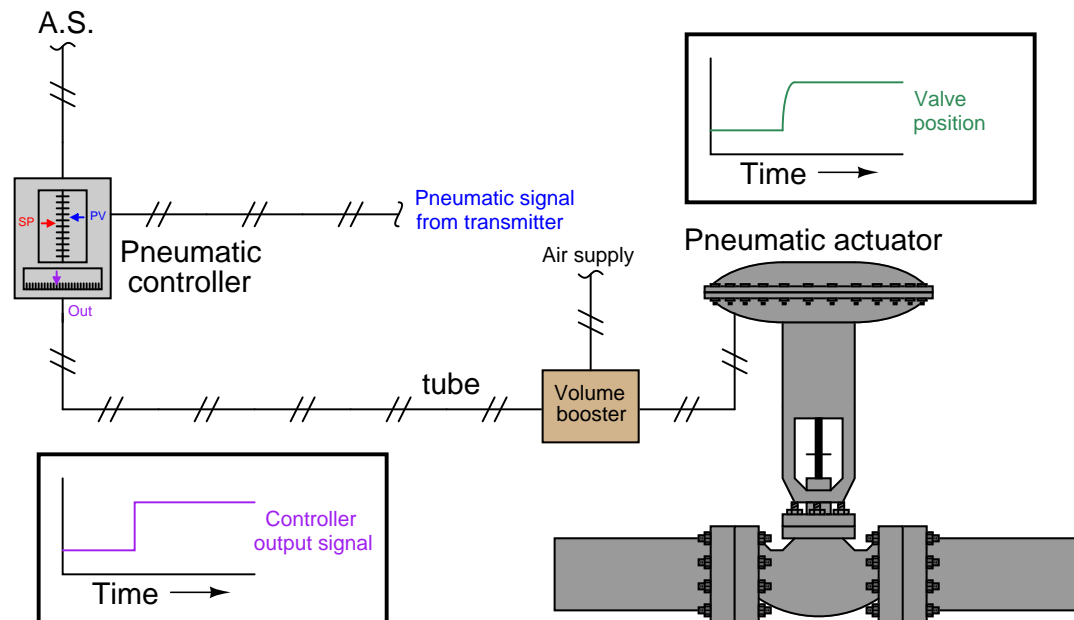 A.S.
Valve
position
Time
SP
PV
Pneumatic signal
from transmitter
Pneumatic
controller
Out
Air supply
Pneumatic actuator
tube
Volume
booster
Controller
output signal
Time